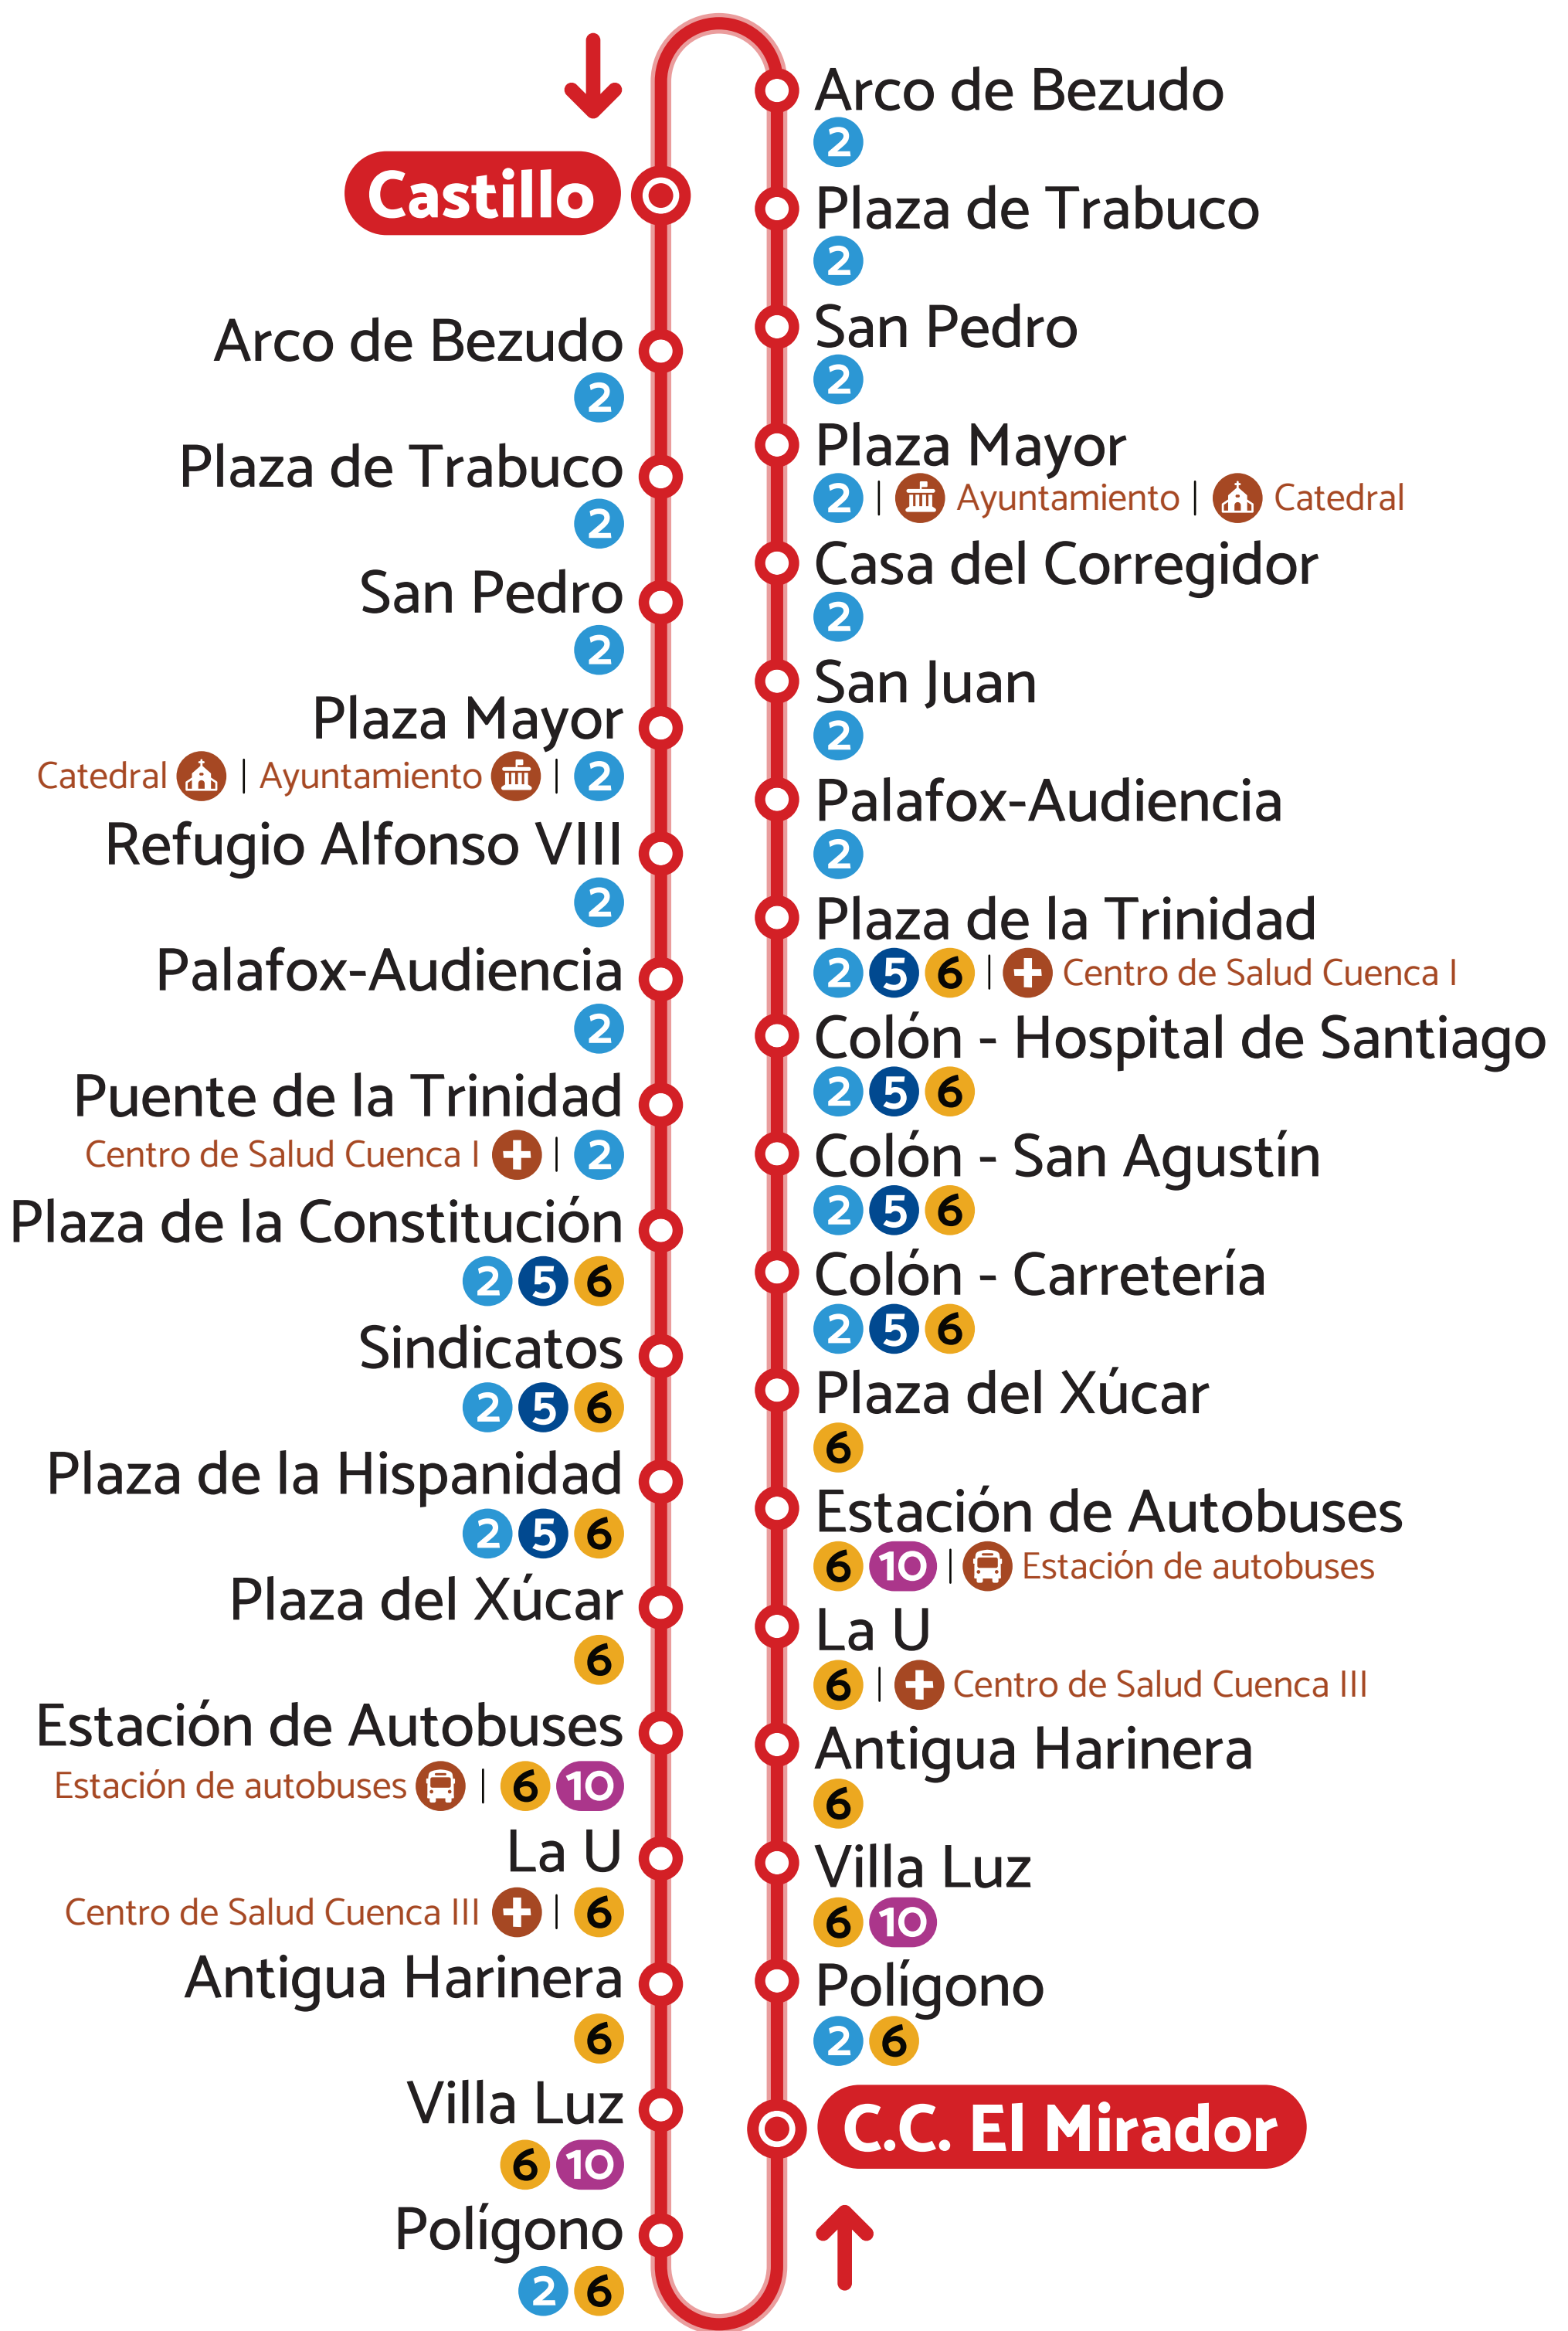 Castillo
Arco de Bezudo
2
Plaza de Trabuco
2
San Pedro
2
Plaza Mayor
Catedral | Ayuntamiento | 2
Refugio Alfonso VIII
2
Palafox-Audiencia
2
Puente de la Trinidad
Centro de Salud Cuenca I | 2
Plaza de la Constitución
2 5 6
Sindicatos
2 5 6
Plaza de la Hispanidad
2 5 6
Plaza del Xúcar
6
Estación de Autobuses
Estación de autobuses | 6 10
La U
Centro de Salud Cuenca III | 6
Antigua Harinera
6
Villa Luz
6 10
Polígono
2 6
Arco de Bezudo
2
Plaza de Trabuco
2
San Pedro
2
Plaza Mayor
2 | Ayuntamiento | Catedral
Casa del Corregidor
2
San Juan
2
Palafox-Audiencia
2
Plaza de la Trinidad
2 5 6 | Centro de Salud Cuenca I
Colón - Hospital de Santiago
2 5 6
Colón - San Agustín
2 5 6
Colón - Carretería
2 5 6
Plaza del Xúcar
6
Estación de Autobuses
6 10 | Estación de autobuses
La U
6 | Centro de Salud Cuenca III
Antigua Harinera
6
Villa Luz
6 10
Polígono
2 6
C.C. El Mirador